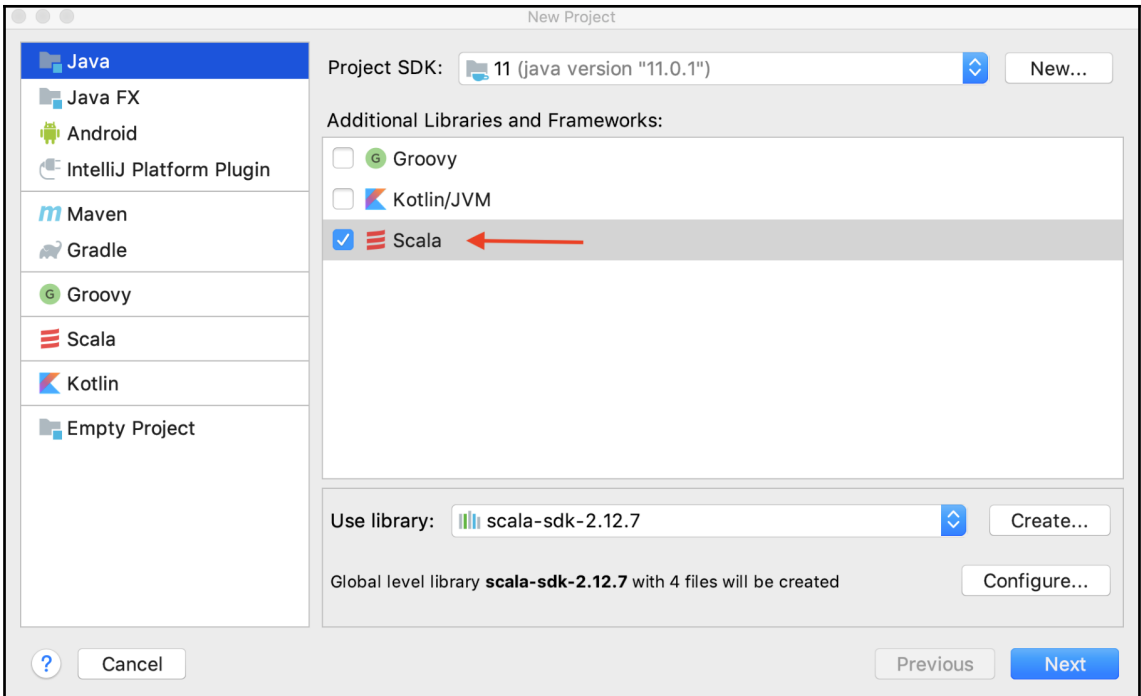 New Project
Java
Java FX
Android
IntelliJ Platform Plugin
Maven
Gradle
Groovy
Scala
Kotlin
Empty Project
Project SDK: 11 (java version "11.0.1") New...
Additional Libraries and Frameworks:
Groovy
Kotlin/JVM
Scala
Use library: scala-sdk-2.12.7 Create...
Global level library scala-sdk-2.12.7 with 4 files will be created Configure...
? Cancel Previous Next